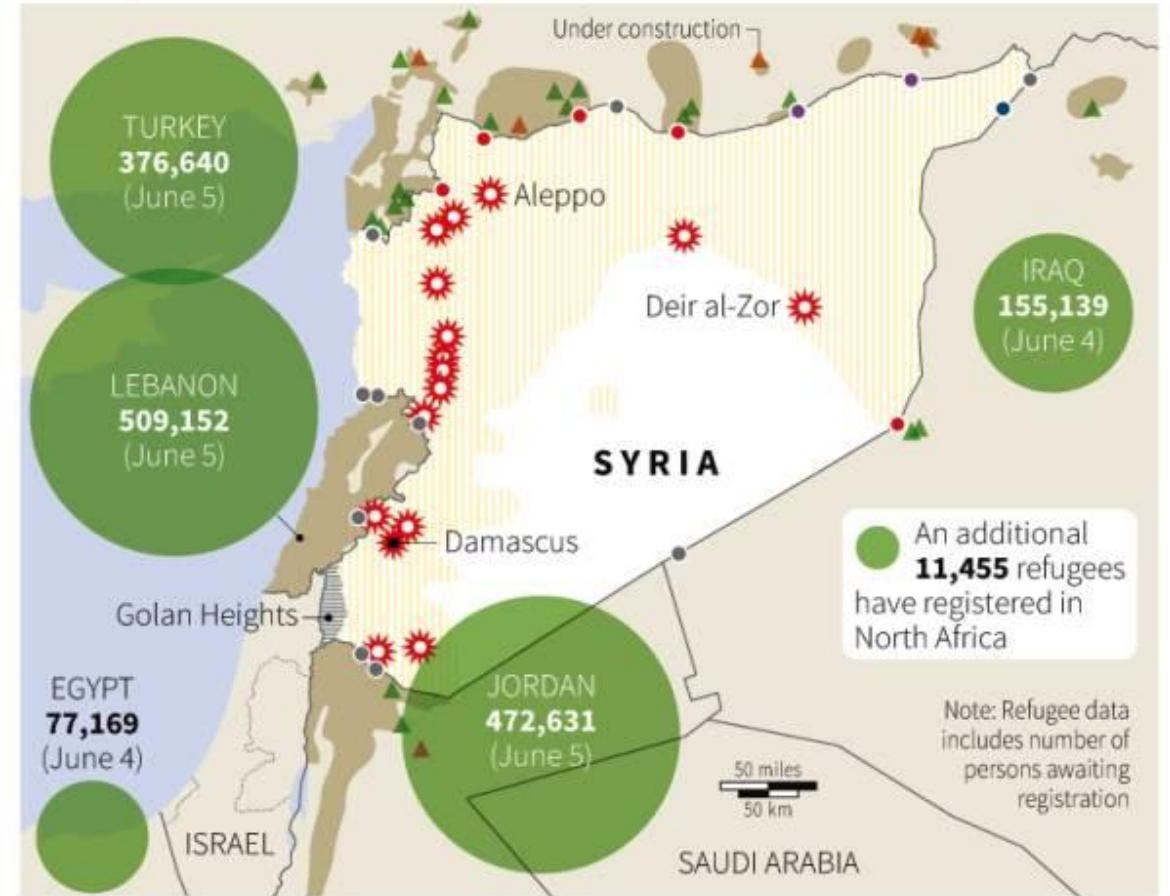 Under construction
TURKEY
376,640
(June 5)
Aleppo
IRAQ
155,139
(June 4)
Deir al-Zor
LEBANON
509,152
(June 5)
SYRIA
Damascus
An additional
11,455 refugees
have registered in
North Africa
Golan Heights
EGYPT
77,169
(June 4)
JORDAN
472,631
(June 5)
Note: Refugee data
includes number of
persons awaiting
registration
50 miles
50 km
ISRAEL
SAUDI ARABIA